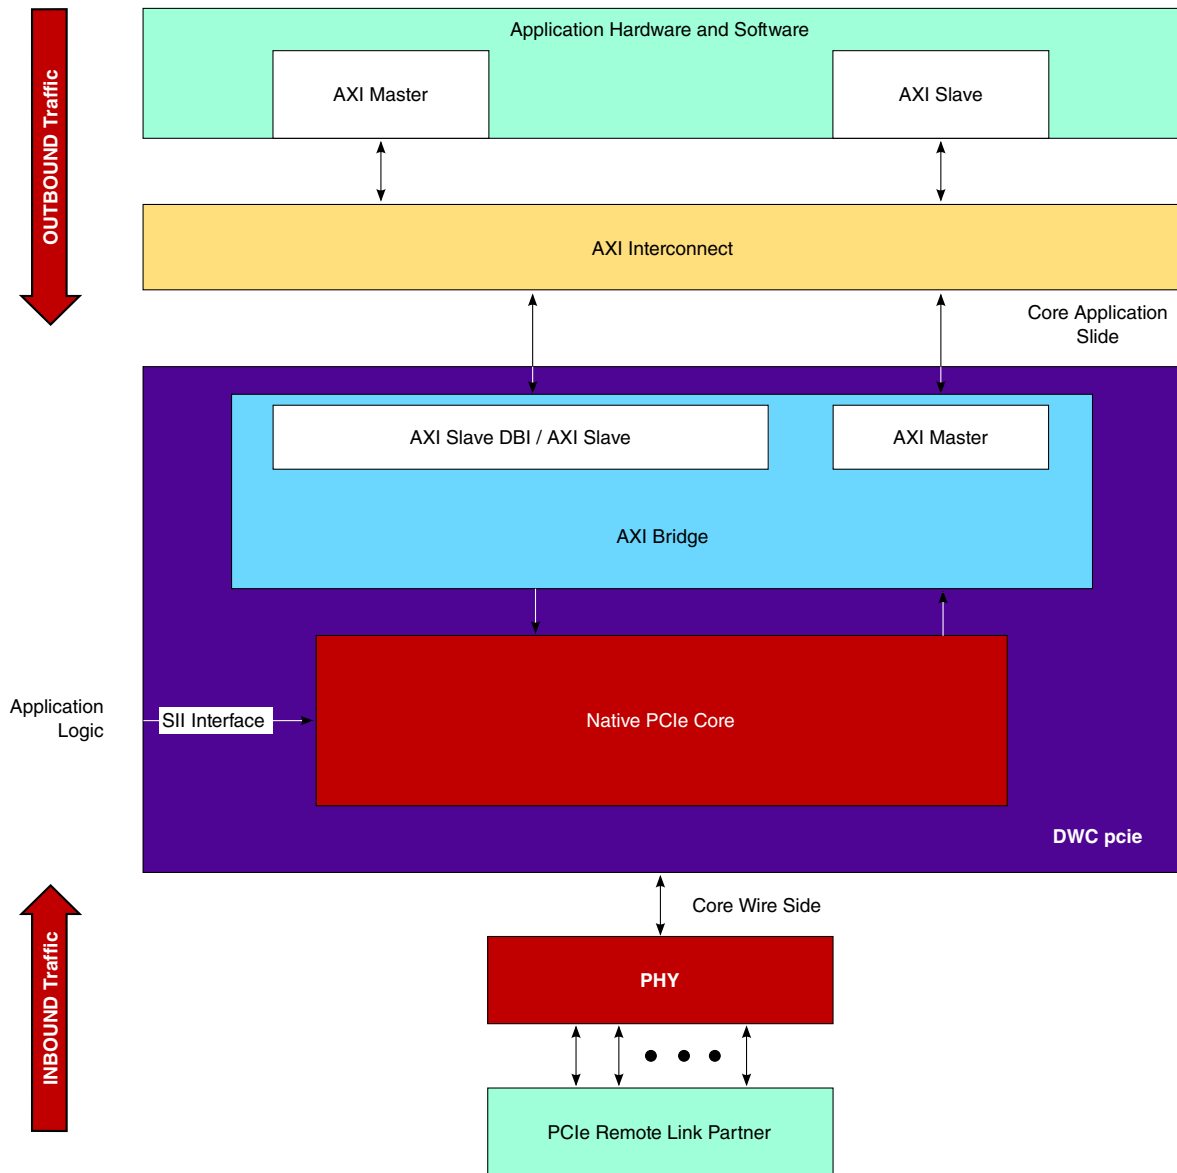 OUTBOUND Traffic
Application Hardware and Software
AXI Master
AXI Slave
AXI Interconnect
Core Application
Slide
AXI Slave DBI / AXI Slave
AXI Master
AXI Bridge
Application
Logic
SII Interface
Native PCIe Core
DWC pcie
INBOUND Traffic
Core Wire Side
PHY
PCIe Remote Link Partner